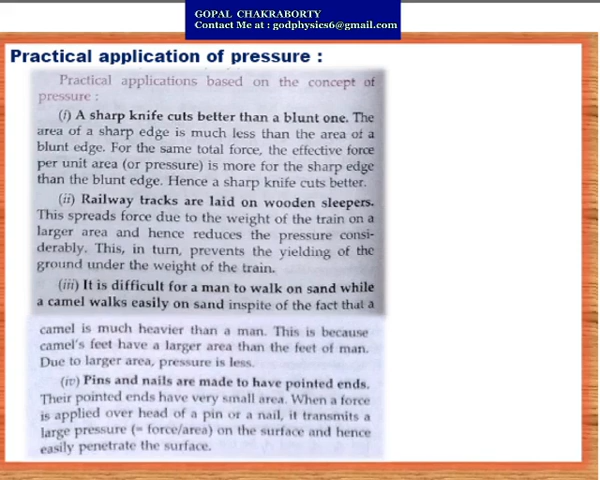 GOPAL CHAKRABORTY
Contact Me at : godphysics6@gmail.com
Practical application of pressure :
Practical applications based on the concept of
pressure :
(i) A sharp knife cuts better than a blunt one. The
area of a sharp edge is much less than the area of a
blunt edge. For the same total force, the effective force
per unit area (or pressure) is more for the sharp edge
than the blunt edge. Hence a sharp knife cuts better.
(ii) Railway tracks are laid on wooden sleepers.
This spreads force due to the weight of the train on a
larger area and hence reduces the pressure consi-
derably. This, in turn, prevents the yielding of the
ground under the weight of the train.
(iii) It is difficult for a man to walk on sand while
a camel walks easily on sand inspite of the fact that a
camel is much heavier than a man. This is because
camel's feet have a larger area than the feet of man.
Due to larger area, pressure is less.
(iv) Pins and nails are made to have pointed ends.
Their pointed ends have very small area. When a force
is applied over head of a pin or a nail, it transmits a
large pressure (= force/area) on the surface and hence
easily penetrate the surface.